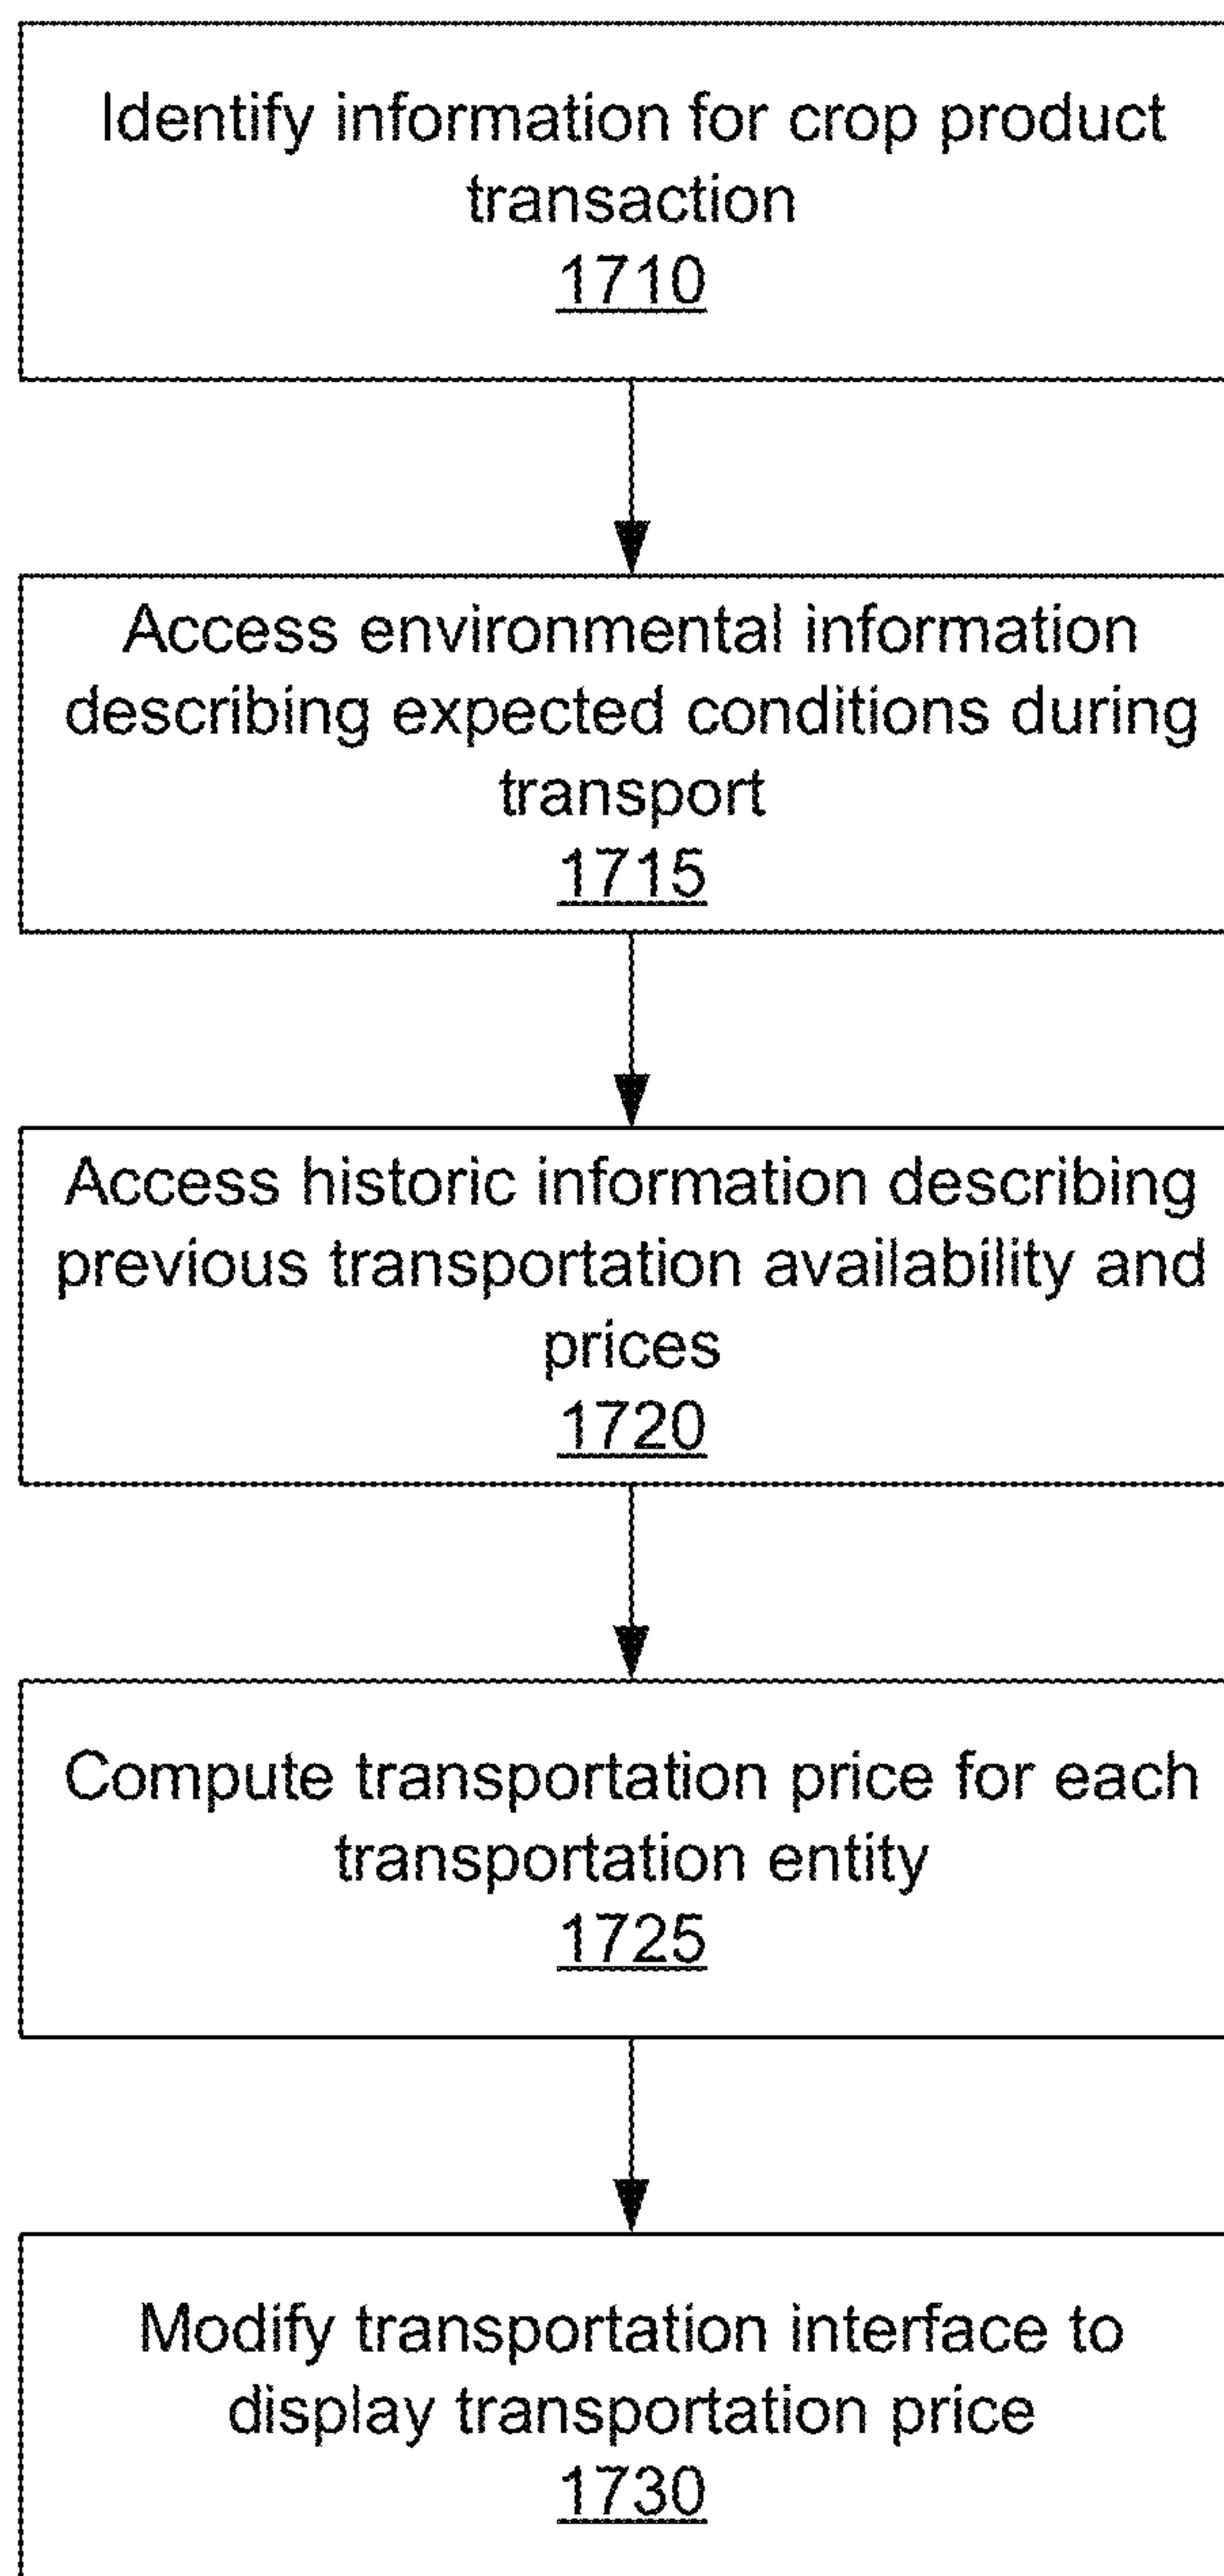 Identify information for crop product
transaction
1710
Access environmental information
describing expected conditions during
transport
1715
Access historic information describing
previous transportation availability and
prices
1720
Compute transportation price for each
transportation entity
1725
Modify transportation interface to
display transportation price
1730